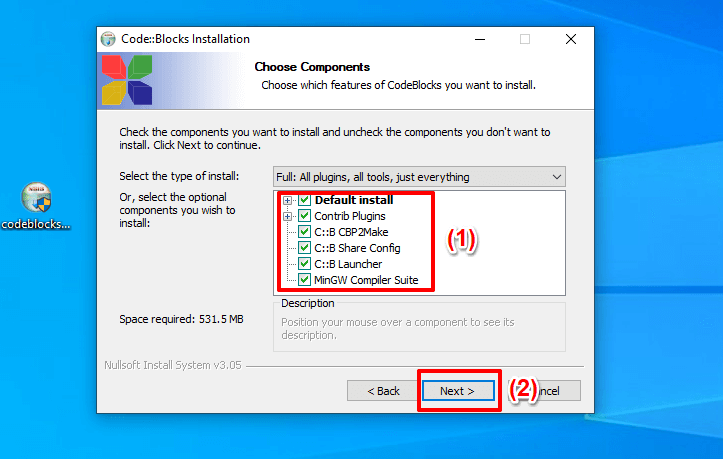 Code::Blocks Installation
Choose Components
Choose which features of CodeBlocks you want to install.
Check the components you want to install and uncheck the components you don't want to
install. Click Next to continue.
Select the type of install:
Full: All plugins, all tools, just everything
Or, select the optional
components you wish to
install:
Default install
Contrib Plugins
C::B CBP2Make
C::B Share Config
C::B Launcher
MinGW Compiler Suite
(1)
codeblocks...
Space required: 531.5 MB
Description
Position your mouse over a component to see its
description.
Nullsoft Install System v3.05
< Back
Next >
(2)